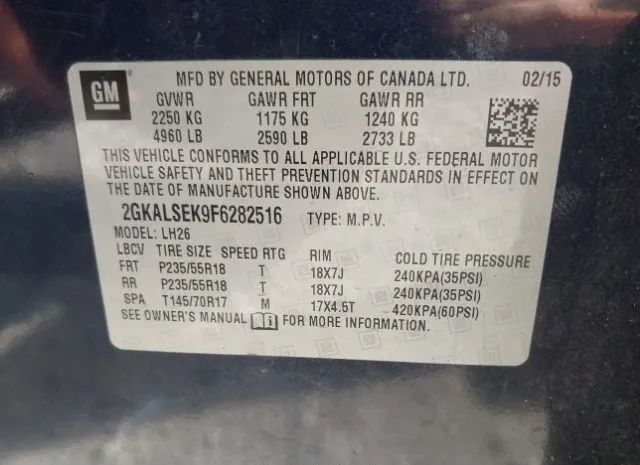 GM MFD BY GENERAL MOTORS OF CANADA LTD. 02/15
GVWR GAWR FRT GAWR RR
2250 KG 1175 KG 1240 KG
4960 LB 2590 LB 2733 LB
THIS VEHICLE CONFORMS TO ALL APPLICABLE U.S. FEDERAL MOTOR
VEHICLE SAFETY AND THEFT PREVENTION STANDARDS IN EFFECT ON
THE DATE OF MANUFACTURE SHOWN ABOVE.
2GKALSEK9F6282516 TYPE: M.P.V.
MODEL: LH26
LBCV TIRE SIZE SPEED RTG RIM COLD TIRE PRESSURE
FRT P235/55R18 T 18X7J 240KPA(35PSI)
RR P235/55R18 T 18X7J 240KPA(35PSI)
SPA T145/70R17 M 17X4.5T 420KPA(60PSI)
SEE OWNER'S MANUAL FOR MORE INFORMATION.